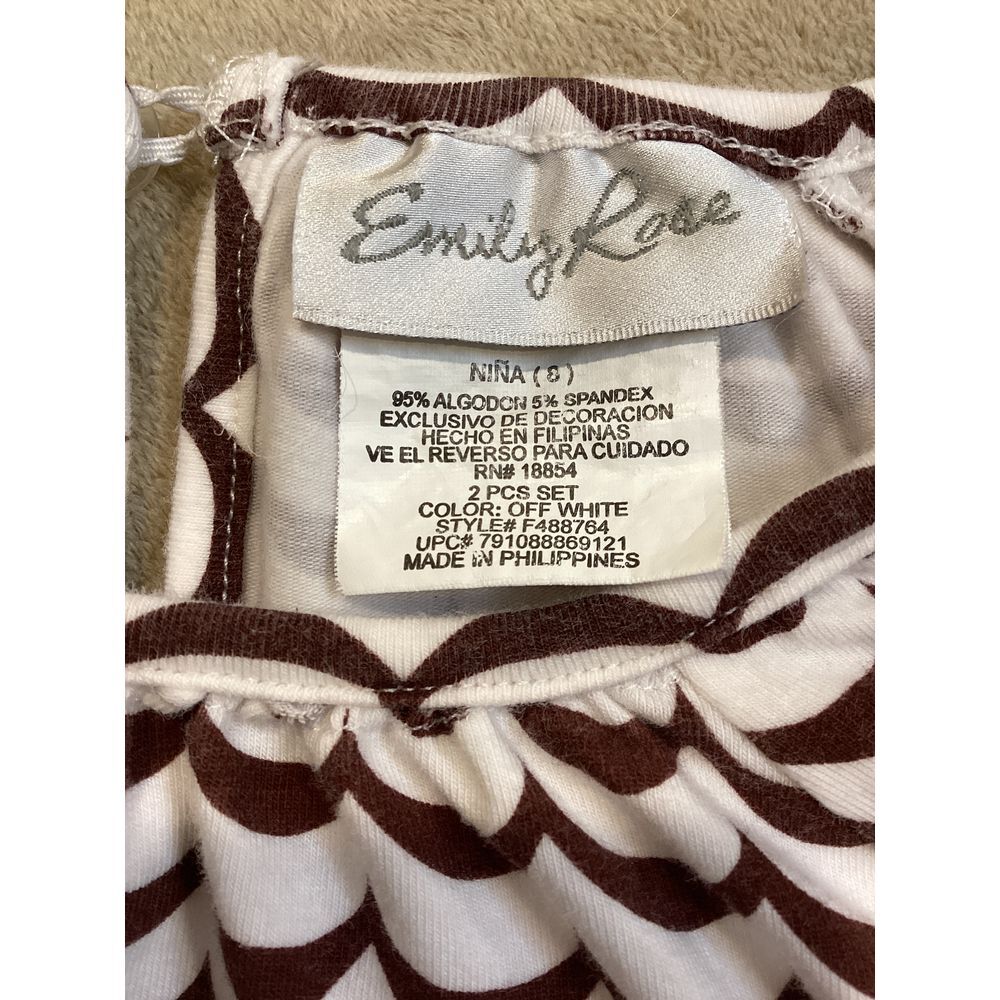 Emily Rose
NIÑA ( 8 )
95% ALGODON 5% SPANDEX
EXCLUSIVO DE DECORACION
HECHO EN FILIPINAS
VE EL REVERSO PARA CUIDADO
RN# 18854
2 PCS SET
COLOR: OFF WHITE
STYLE# F488764
UPC# 791088869121
MADE IN PHILIPPINES